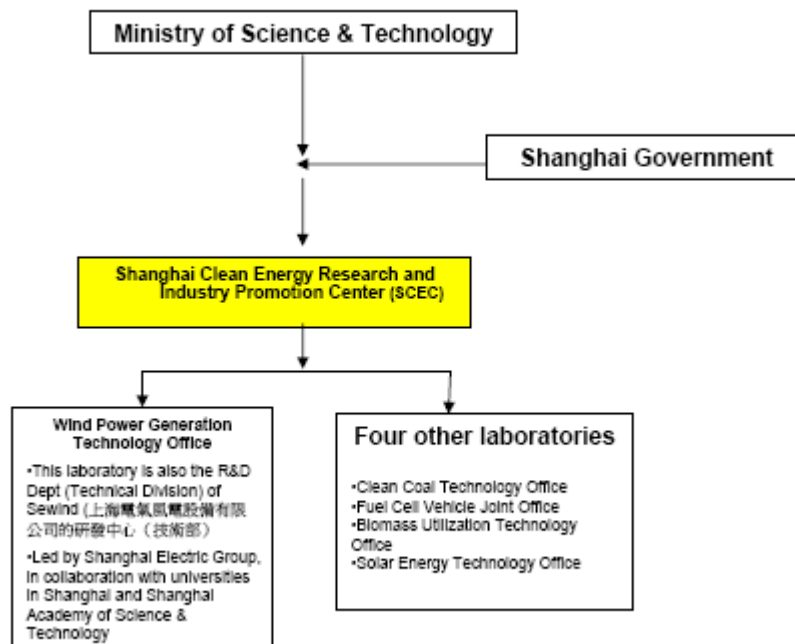 Ministry of Science & Technology
Shanghai Government
Shanghai Clean Energy Research and
Industry Promotion Center (SCEC)
Wind Power Generation
Technology Office
•This laboratory is also the R&D
Dept (Technical Division) of
Sewind (上海電氣風電設備有限
公司的研發中心（技術部）
•Led by Shanghai Electric Group,
in collaboration with universities
in Shanghai and Shanghai
Academy of Science &
Technology
Four other laboratories
•Clean Coal Technology Office
•Fuel Cell Vehicle Joint Office
•Biomass Utilization Technology
Office
•Solar Energy Technology Office